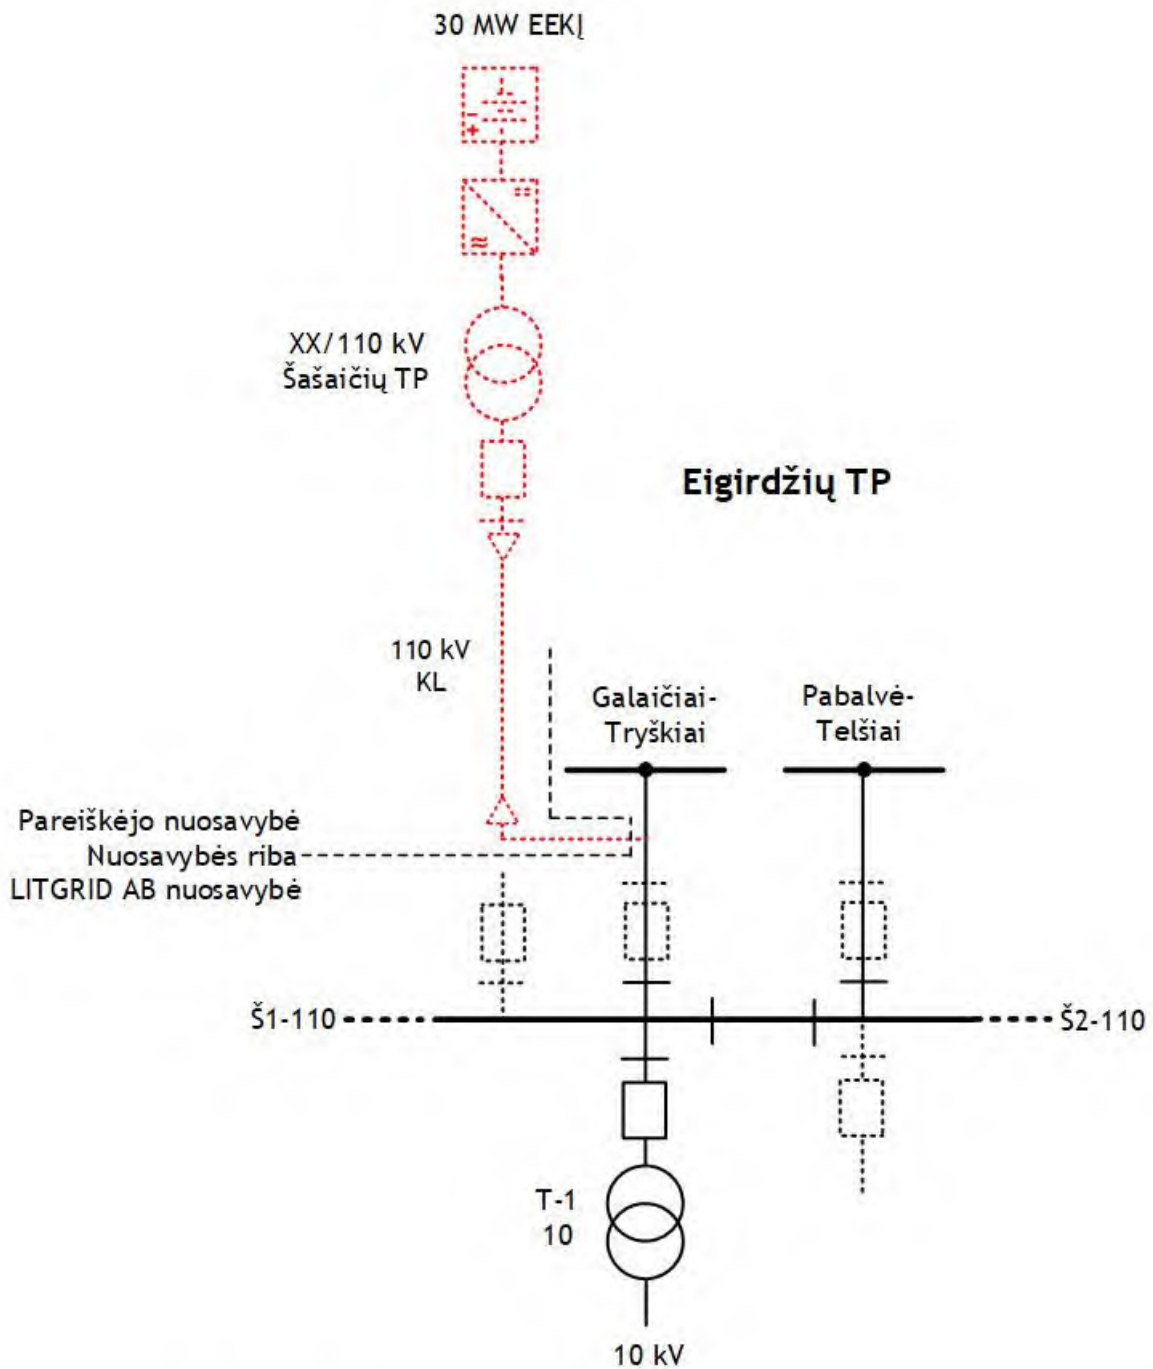 30 MW EEKĮ
XX/110 kV
Šašaičių TP
Eigirdžių TP
110 kV
KL
Galaičiai-
Tryškiai
Pabalvė-
Telšiai
Pareiškėjo nuosavybė
Nuosavybės riba
LITGRID AB nuosavybė
Š1-110
Š2-110
T-1
10
10 kV